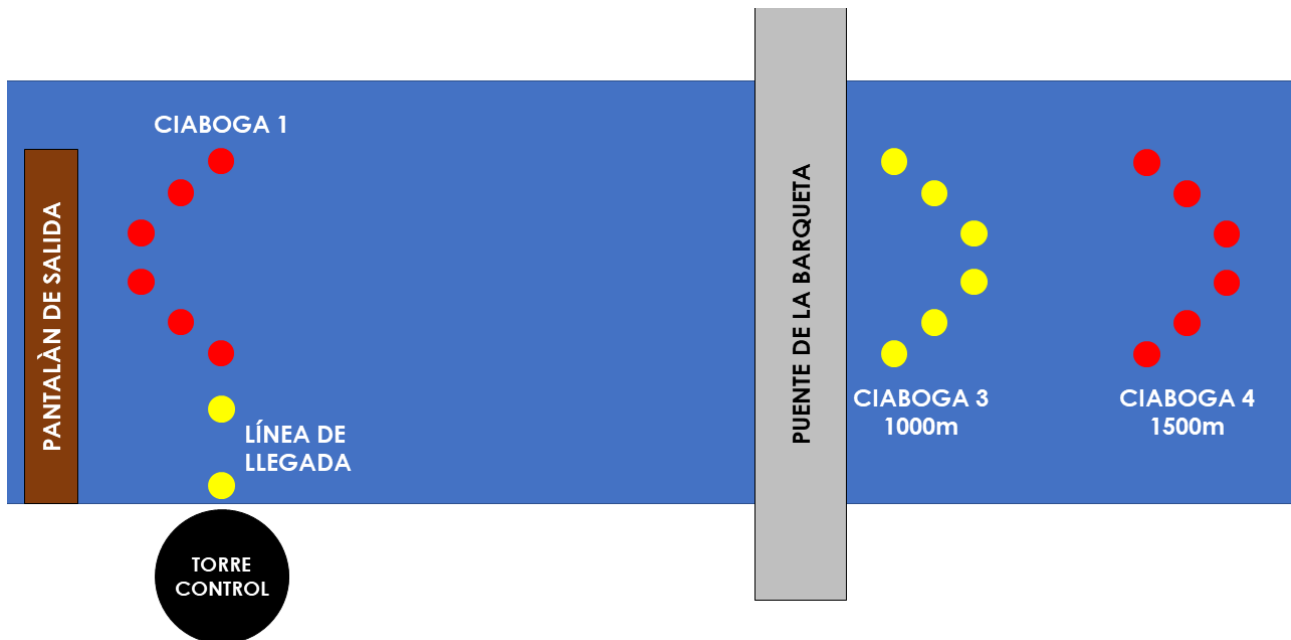 CIABOGA 1
PANTALÀN DE SALIDA
LÍNEA DE
LLEGADA
TORRE
CONTROL
PUENTE DE LA BARQUETA
CIABOGA 3
1000m
CIABOGA 4
1500m